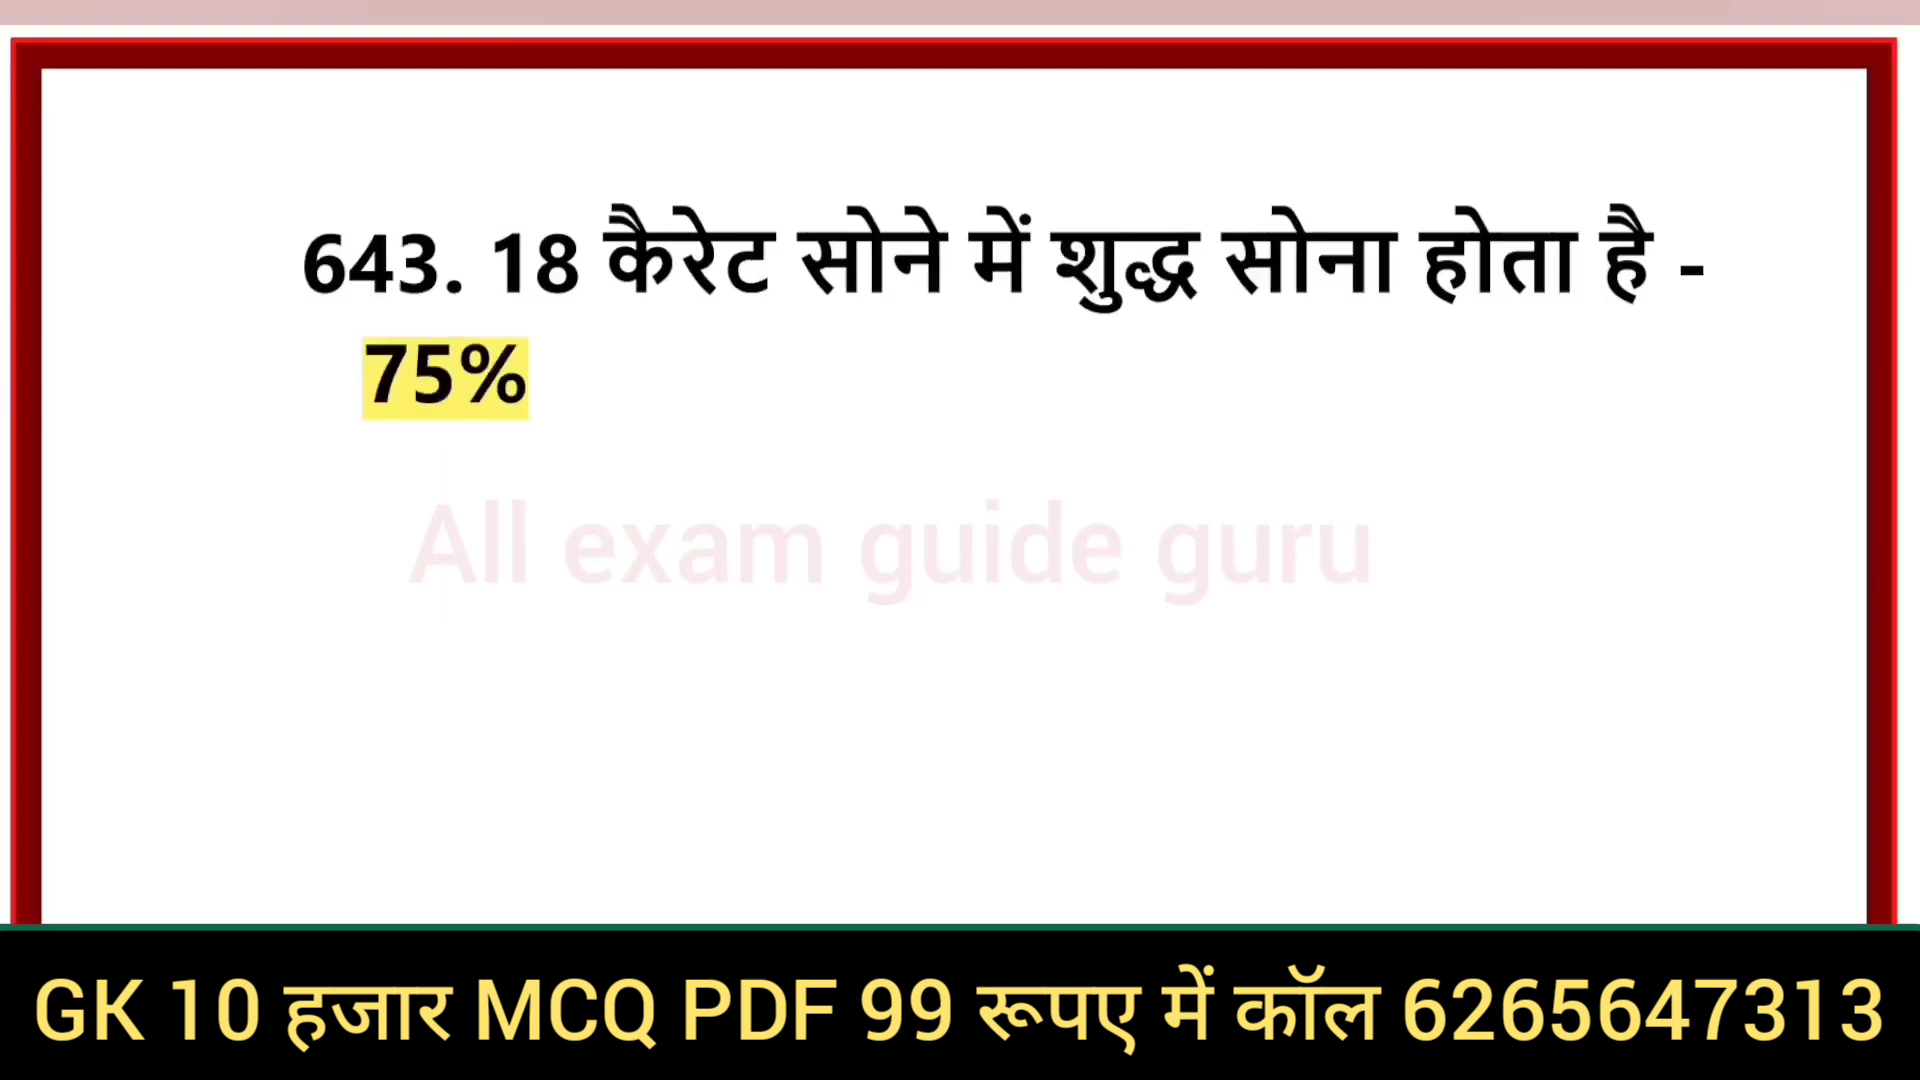 643. 18 कैरेट सोने में शुद्ध सोना होता है -
75%
All exam guide guru
GK 10 हजार MCQ PDF 99 रूपए में कॉल 6265647313